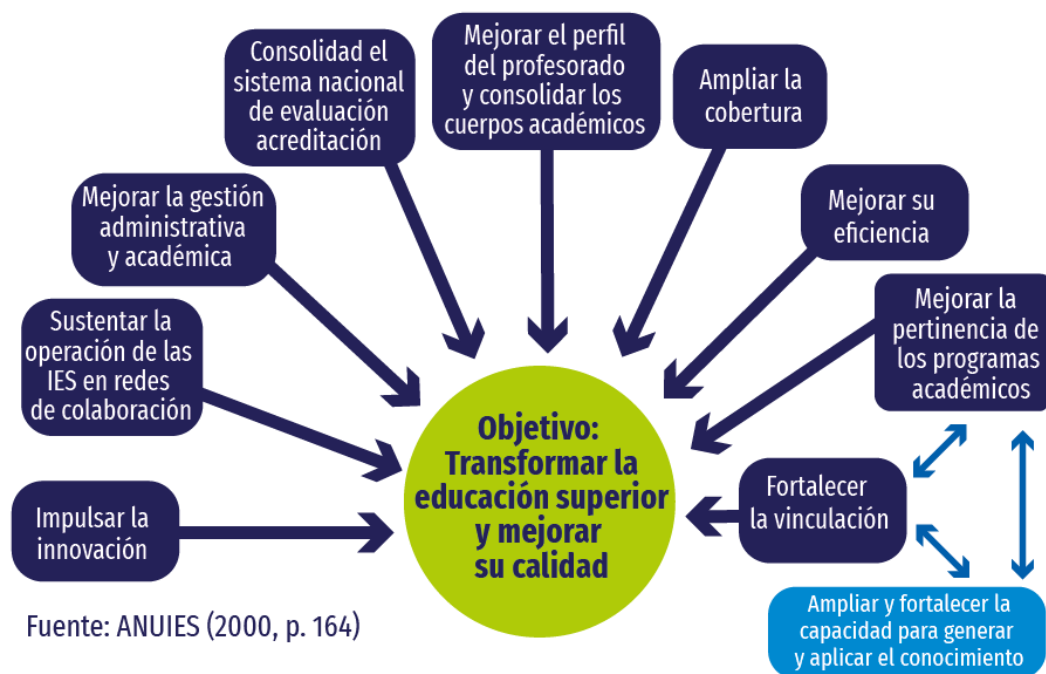 Consolidad el
sistema nacional
de evaluación
acreditación
Mejorar el perfil
del profesorado
y consolidar los
cuerpos académicos
Ampliar la
cobertura
Mejorar la gestión
administrativa
y académica
Mejorar su
eficiencia
Sustentar la
operación de las
IES en redes
de colaboración
Mejorar la
pertinencia de
los programas
académicos
Objetivo:
Transformar la
educación superior
y mejorar
su calidad
Impulsar la
innovación
Fortalecer
la vinculación
Ampliar y fortalecer la
capacidad para generar
y aplicar el conocimiento
Fuente: ANUIES (2000, p. 164)